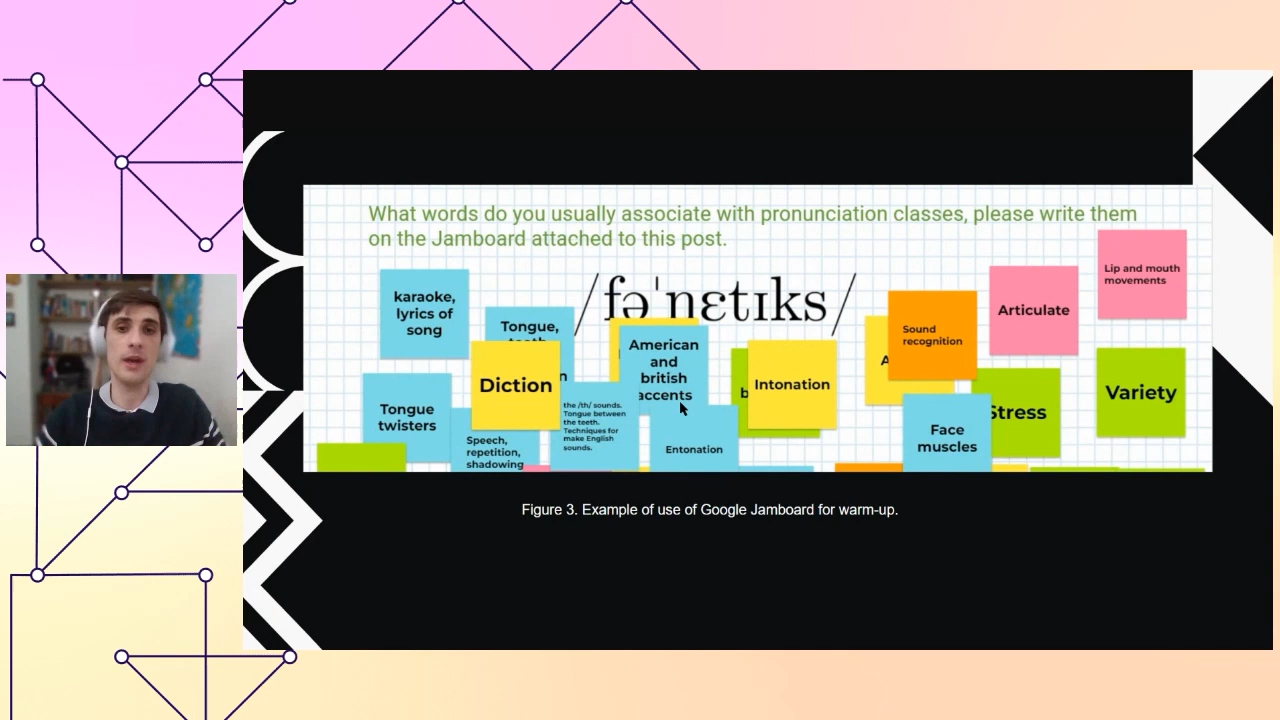 What words do you usually associate with pronunciation classes, please write them
on the Jamboard attached to this post.
/fəˈnɛtɪks/
karaoke,
lyrics of
song
Tongue,
Diction
Tongue
twisters
Speech,
repetition,
shadowing
the /th/ sounds.
Tongue between
the teeth.
Techniques for
make English
sounds.
American
and
british
accents
Entonation
Intonation
Sound
recognition
Articulate
Lip and mouth
movements
Stress
Face
muscles
Variety
Figure 3. Example of use of Google Jamboard for warm-up.